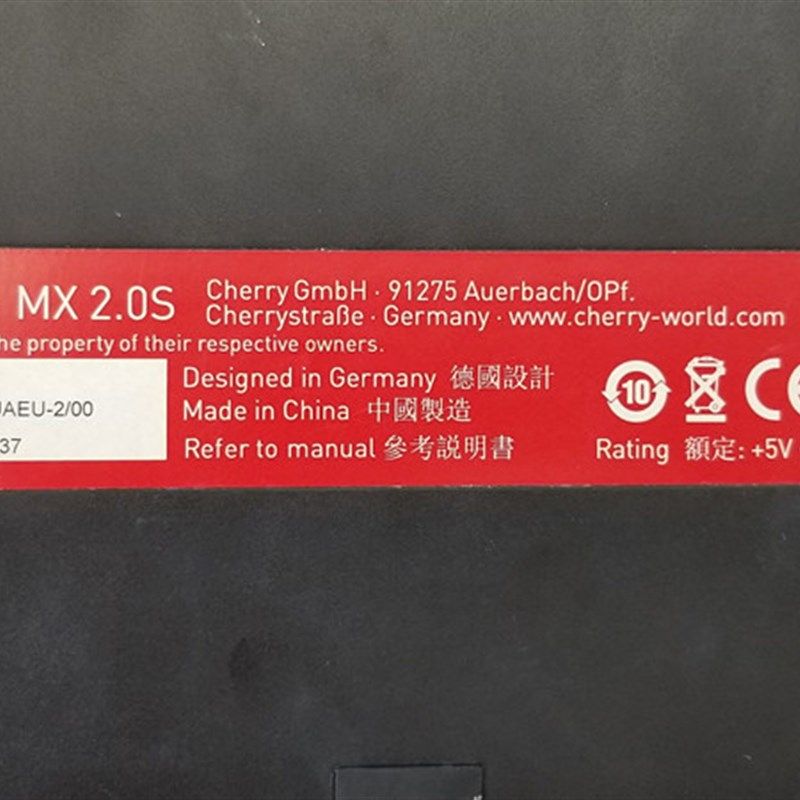 MX 2.0S
Cherry GmbH · 91275 Auerbach/OPf.
Cherrystraße · Germany · www.cherry-world.com
he property of their respective owners.
JAEU-2/00
37
Designed in Germany 德國設計
Made in China 中國製造
Refer to manual 參考說明書
10
CE
Rating 額定: +5V